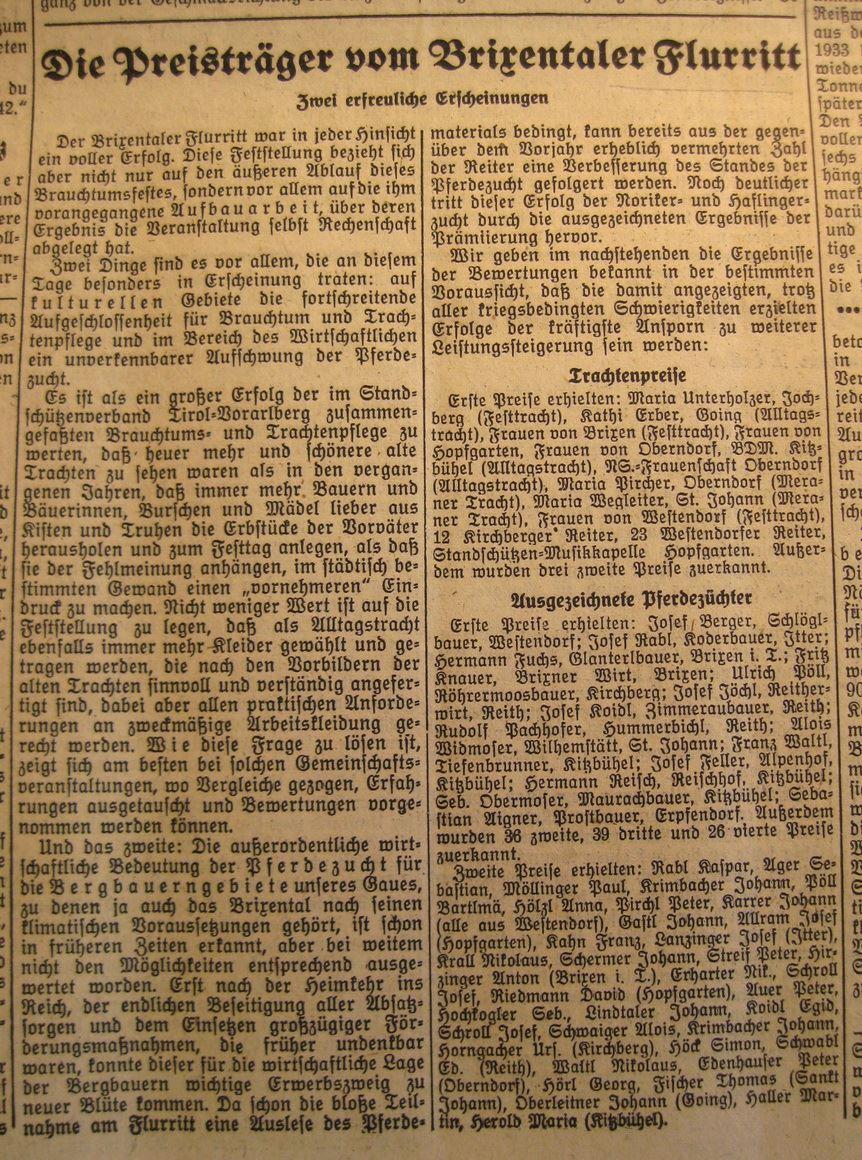 Die Preisträger vom Brixentaler Flurritt
Zwei erfreuliche Erscheinungen
Der Brixentaler Flurritt war in jeder Hinsicht
ein voller Erfolg. Diese Feststellung bezieht sich
aber nicht nur auf den äußeren Ablauf dieses
Brauchtumsfestes, sondern vor allem auf die ihm
vorangegangene Aufbauarbeit, über deren
Ergebnis die Veranstaltung selbst Rechenschaft
abgelegt hat.
Zwei Dinge sind es vor allem, die an diesem
Tage besonders in Erscheinung traten: auf
kulturellen Gebiete die fortschreitende
Aufgeschlossenheit für Brauchtum und Trach-
tenpflege und im Bereich des Wirtschaftlichen
ein unverkennbarer Aufschwung der Pferde-
zucht.
Es ist als ein großer Erfolg der im Stand-
schützenverband Tirol-Vorarlberg zusammen-
gefaßten Brauchtums- und Trachtenpflege zu
werten, daß heuer mehr und schönere alte
Trachten zu sehen waren als in den vergan-
genen Jahren, daß immer mehr Bauern und
Bäuerinnen, Burschen und Mädel lieber aus
Kisten und Truhen die Erbstücke der Vorväter
herausholen und zum Festtag anlegen, als daß
sie der Fehlmeinung anhängen, im städtisch be-
stimmten Gewand einen „vornehmeren“ Ein-
druck zu machen. Nicht weniger Wert ist auf die
Feststellung zu legen, daß als Alltagstracht
ebenfalls immer mehr Kleider gewählt und ge-
tragen werden, die nach den Vorbildern der
alten Trachten sinnvoll und verständig angefer-
tigt sind, dabei aber allen praktischen Anforde-
rungen an zweckmäßige Arbeitskleidung ge-
recht werden. Wie diese Frage zu lösen ist,
zeigt sich am besten bei solchen Gemeinschafts-
veranstaltungen, wo Vergleiche gezogen, Erfah-
rungen ausgetauscht und Bewertungen vorge-
nommen werden können.
Und das zweite: Die außerordentliche wirt-
schaftliche Bedeutung der Pferdezucht für
die Bergbauerngebiete unseres Gaues,
zu denen ja auch das Brixental nach seinen
klimatischen Voraussetzungen gehört, ist schon
in früheren Zeiten erkannt, aber bei weitem
nicht den Möglichkeiten entsprechend ausge-
wertet worden. Erst nach der Heimkehr ins
Reich, der endlichen Beseitigung aller Absatz-
sorgen und dem Einsetzen großzügiger För-
derungsmaßnahmen, die früher undenkbar
waren, konnte dieser für die wirtschaftliche Lage
der Bergbauern wichtige Erwerbszweig zu
neuer Blüte kommen. Da schon die bloße Teil-
nahme am Flurritt eine Auslese des Pferde-
materials bedingt, kann bereits aus der gegen-
über dem Vorjahr erheblich vermehrten Zahl
der Reiter eine Verbesserung des Standes der
Pferdezucht gefolgert werden. Noch deutlicher
tritt dieser Erfolg der Noriker- und Haflinger-
zucht durch die ausgezeichneten Ergebnisse der
Prämiierung hervor.
Wir geben im nachstehenden die Ergebnisse
der Bewertungen bekannt in der bestimmten
Voraussicht, daß die damit angezeigten, trotz
aller kriegsbedingten Schwierigkeiten erzielten
Erfolge der kräftigste Ansporn zu weiterer
Leistungssteigerung sein werden:
Trachtenpreise
Erste Preise erhielten: Maria Unterholzer, Joch-
berg (Festtracht), Kathi Erber, Going (Alltags-
tracht), Frauen von Brixen (Festtracht), Frauen von
Hopfgarten, Frauen von Oberndorf, BDM. Kitz-
bühel (Alltagstracht), NS.-Frauenschaft Oberndorf
(Alltagstracht), Maria Pircher, Oberndorf (Mera-
ner Tracht), Maria Wegleiter, St. Johann (Mera-
ner Tracht), Frauen von Westendorf (Festtracht),
12 Kirchberger Reiter, 23 Westendorfer Reiter,
Standschützen-Musikkapelle Hopfgarten. Außer-
dem wurden drei zweite Preise zuerkannt.
Ausgezeichnete Pferdezüchter
Erste Preise erhielten: Josef Berger, Schlögl-
bauer, Westendorf; Josef Rabl, Koderbauer, Itter;
Hermann Fuchs, Glanterlbauer, Brixen i. T.; Fritz
Knauer, Brixner Wirt, Brixen; Ulrich Pöll,
Röhrermoosbauer, Kirchberg; Josef Jöchl, Reither-
wirt, Reith; Josef Koidl, Zimmeraubauer, Reith;
Rudolf Pachhofer, Hummerbichl, Reith; Alois
Widmoser, Wilhemstätt, St. Johann; Franz Waltl,
Tiefenbrunner, Kitzbühel; Josef Feller, Alpenhof,
Kitzbühel; Hermann Reisch, Reischhof, Kitzbühel;
Seb. Obermoser, Maurachbauer, Kitzbühel; Seba-
stian Aigner, Prostbauer, Erpfendorf. Außerdem
wurden 36 zweite, 39 dritte und 26 vierte Preise
zuerkannt.
Zweite Preise erhielten: Rabl Kaspar, Ager Se-
bastian, Möllinger Paul, Krimbacher Johann, Pöll
Bartlmä, Hölzl Anna, Pirchl Peter, Karrer Johann
(alle aus Westendorf), Gastl Johann, Allram Josef
(Hopfgarten), Kahn Franz, Lanzinger Josef (Itter),
Krall Nikolaus, Schermer Johann, Streif Peter, Hir-
zinger Anton (Brixen i. T.), Erharter Nik., Schroll
Josef, Riedmann David (Hopfgarten), Auer Peter,
Hochkogler Seb., Lindtaler Johann, Koidl Egid,
Schroll Josef, Schwaiger Alois, Krimbacher Johann,
Horngacher Urs. (Kirchberg), Höck Simon, Schwabl
Ed. (Reith), Waltl Nikolaus, Ebenhauser Peter
(Oberndorf), Hörl Georg, Fischer Thomas (Sankt
Johann), Oberleitner Johann (Going), Haller Mar-
tin, Herold Maria (Kitzbühel).